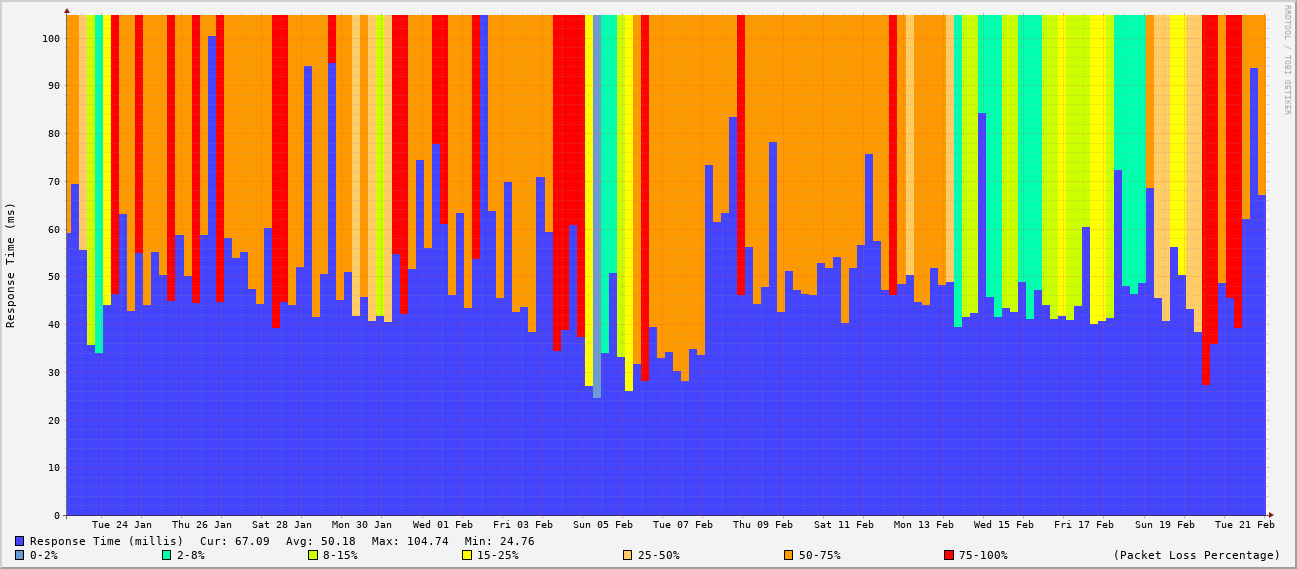 RRDTOOL / TOBI OETIKER
Response Time (ms)
100
90
80
70
60
50
40
30
20
10
0
Tue 24 Jan Thu 26 Jan Sat 28 Jan Mon 30 Jan Wed 01 Feb Fri 03 Feb Sun 05 Feb Tue 07 Feb Thu 09 Feb Sat 11 Feb Mon 13 Feb Wed 15 Feb Fri 17 Feb Sun 19 Feb Tue 21 Feb
Response Time (millis) Cur: 67.09 Avg: 50.18 Max: 104.74 Min: 24.76
0-2% 2-8% 8-15% 15-25% 25-50% 50-75% 75-100% (Packet Loss Percentage)